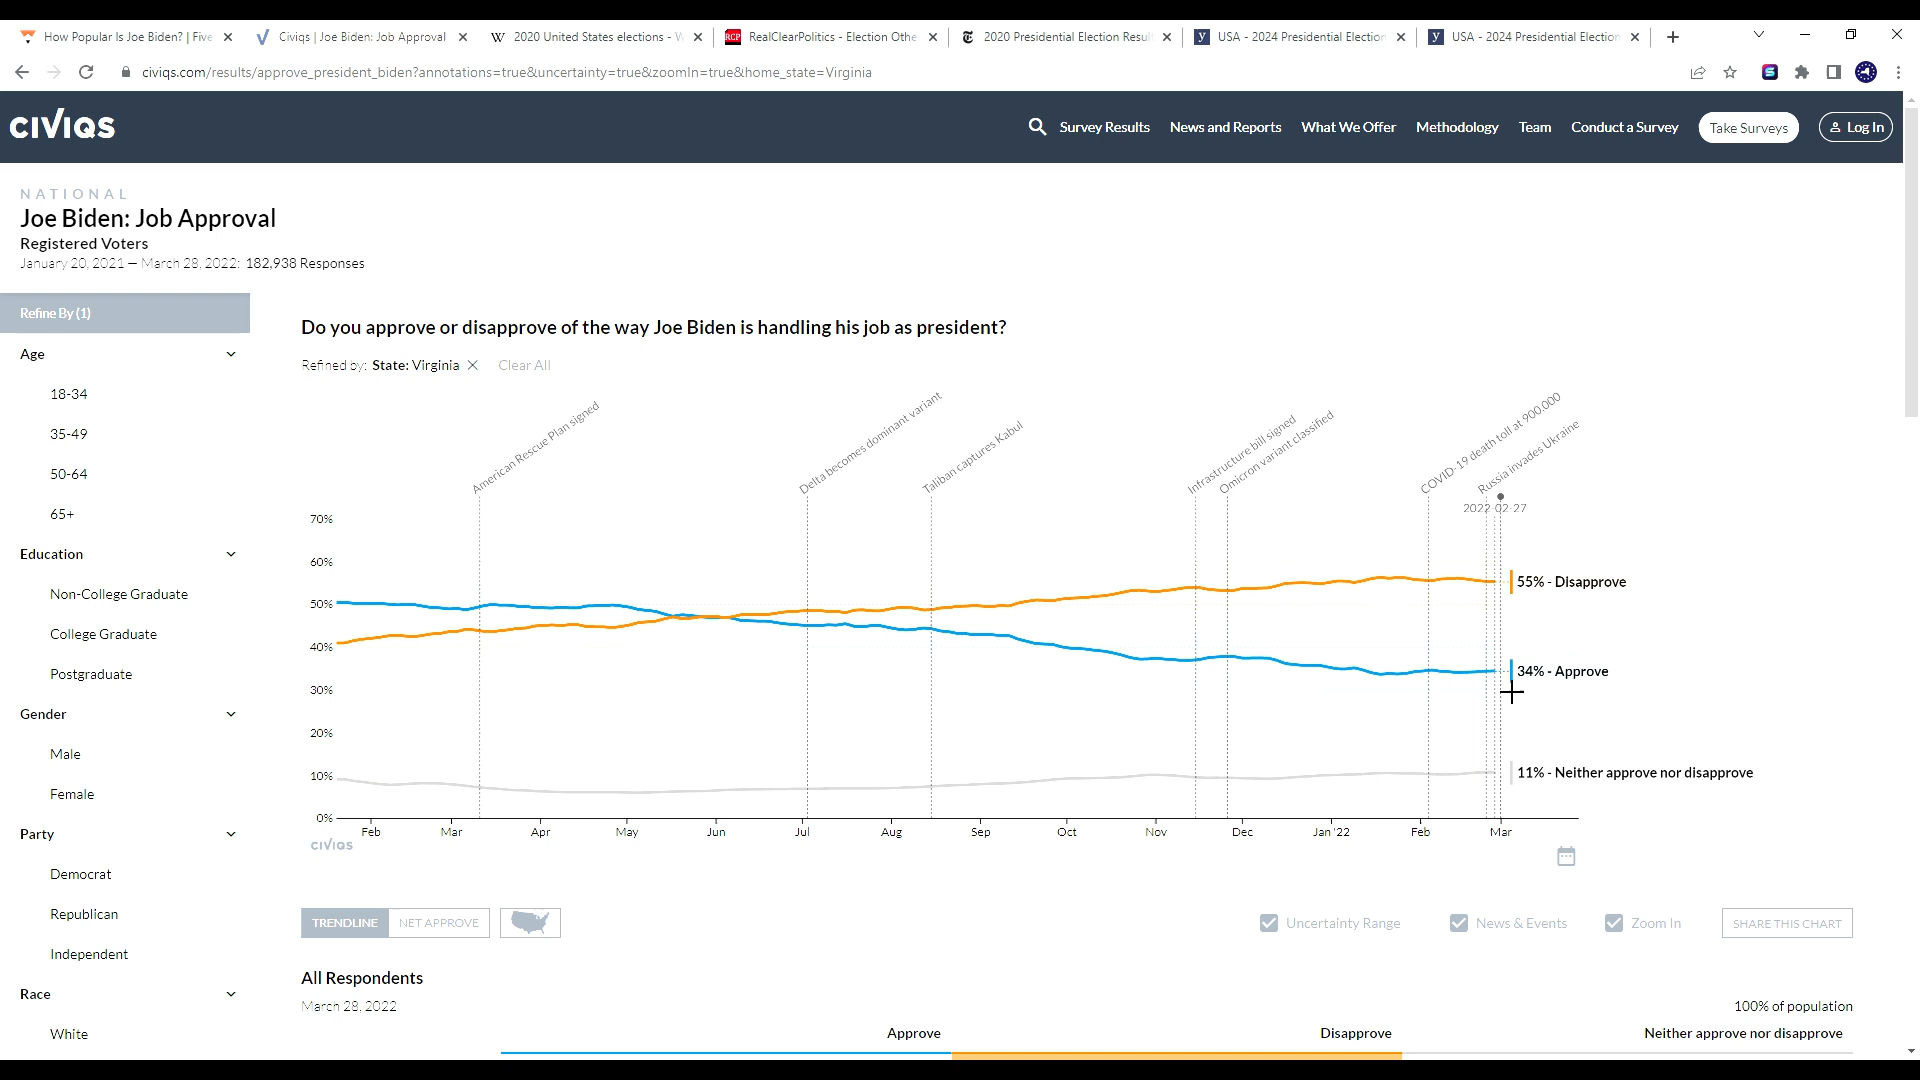 How Popular Is Joe Biden? | Five
Civiqs | Joe Biden: Job Approval
2020 United States elections - W
RealClearPolitics - Election Othe
2020 Presidential Election Result
USA - 2024 Presidential Election
USA - 2024 Presidential Election
civiqs.com/results/approve_president_biden?annotations=true&uncertainty=true&zoomIn=true&home_state=Virginia
CIVIQS
Survey Results
News and Reports
What We Offer
Methodology
Team
Conduct a Survey
Take Surveys
Log In
NATIONAL
Joe Biden: Job Approval
Registered Voters
January 20, 2021 — March 28, 2022: 182,938 Responses
Refine By (1)
Age
18-34
35-49
50-64
65+
Education
Non-College Graduate
College Graduate
Postgraduate
Gender
Male
Female
Party
Democrat
Republican
Independent
Race
White
Do you approve or disapprove of the way Joe Biden is handling his job as president?
Refined by: State: Virginia
Clear All
American Rescue Plan signed
Delta becomes dominant variant
Taliban captures Kabul
Infrastructure bill signed
Omicron variant classified
COVID-19 death toll at 900,000
Russia invades Ukraine
2022-02-27
70%
60%
50%
40%
30%
20%
10%
0%
55% - Disapprove
34% - Approve
11% - Neither approve nor disapprove
Feb
Mar
Apr
May
Jun
Jul
Aug
Sep
Oct
Nov
Dec
Jan '22
Feb
Mar
CIVIQS
TRENDLINE
NET APPROVE
Uncertainty Range
News & Events
Zoom In
SHARE THIS CHART
All Respondents
March 28, 2022
100% of population
Approve
Disapprove
Neither approve nor disapprove